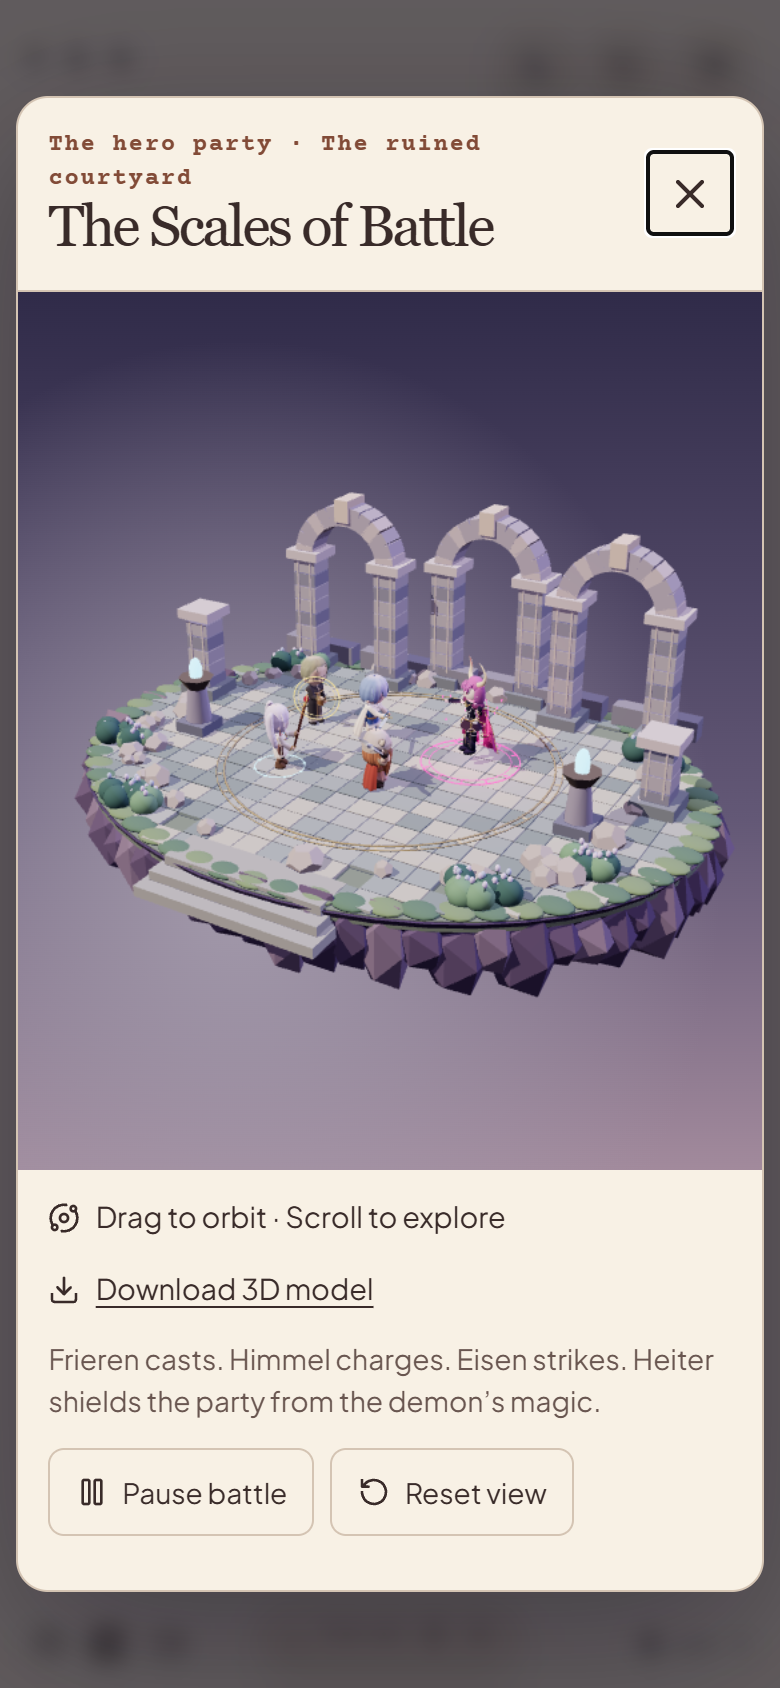 The hero party · The ruined
courtyard
The Scales of Battle
Drag to orbit · Scroll to explore
Download 3D model
Frieren casts. Himmel charges. Eisen strikes. Heiter
shields the party from the demon’s magic.
Pause battle
Reset view